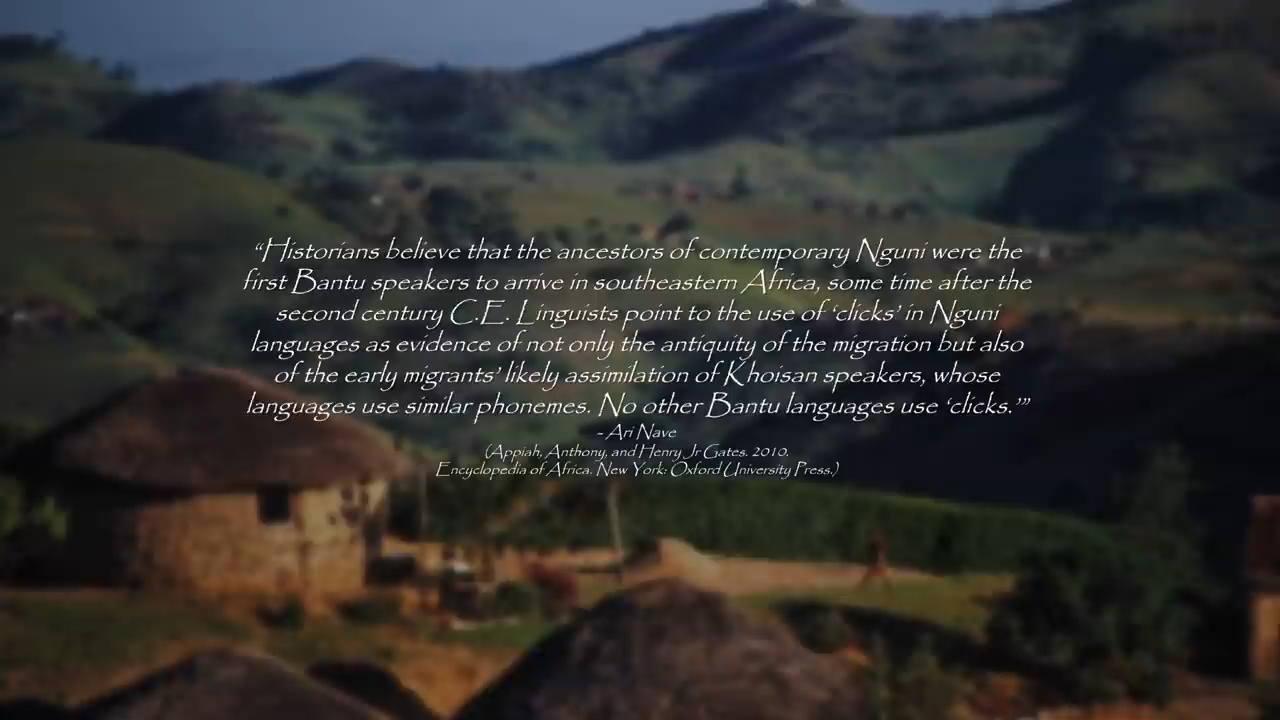 “Historians believe that the ancestors of contemporary Nguni were the
first Bantu speakers to arrive in southeastern Africa, some time after the
second century C.E. Linguists point to the use of ‘clicks’ in Nguni
languages as evidence of not only the antiquity of the migration but also
of the early migrants’ likely assimilation of Khoisan speakers, whose
languages use similar phonemes. No other Bantu languages use ‘clicks.’”
- Ari Nave
(Appiah, Anthony, and Henry Jr Gates. 2010.
Encyclopedia of Africa. New York: Oxford University Press.)